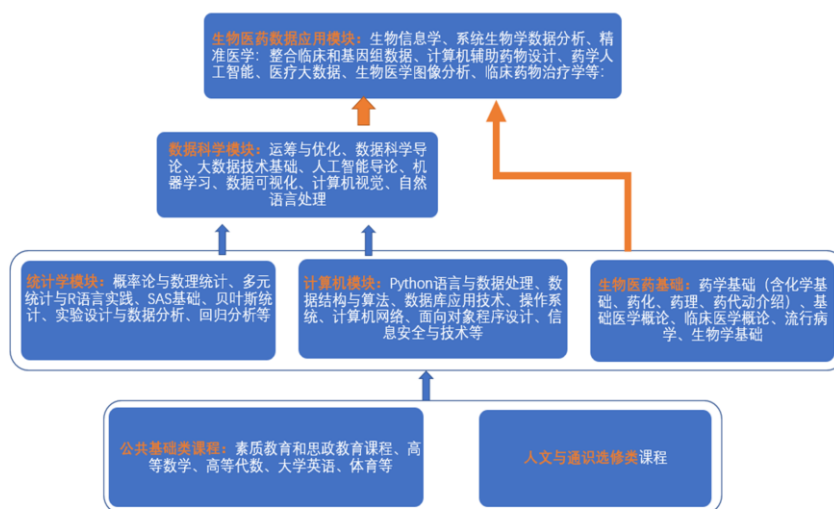 生物医药数据应用模块：生物信息学、系统生物学数据分析、精
准医学：整合临床和基因组数据、计算机辅助药物设计、药学人
工智能、医疗大数据、生物医学图像分析、临床药物治疗学等：
数据科学模块：运筹与优化、数据科学导
论、大数据技术基础、人工智能导论、机
器学习、数据可视化、计算机视觉、自然
语言处理
统计学模块：概率论与数理统计、多元
统计与R语言实践、SAS基础、贝叶斯统
计、实验设计与数据分析、回归分析等
计算机模块：Python语言与数据处理、数
据结构与算法、数据库应用技术、操作系
统、计算机网络、面向对象程序设计、信
息安全与技术等
生物医药基础：药学基础（含化学基
础、药化、药理、药代动介绍）、基
础医学概论、临床医学概论、流行病
学、生物学基础
公共基础类课程：素质教育和思政教育课程、高
等数学、高等代数、大学英语、体育等
人文与通识选修类课程